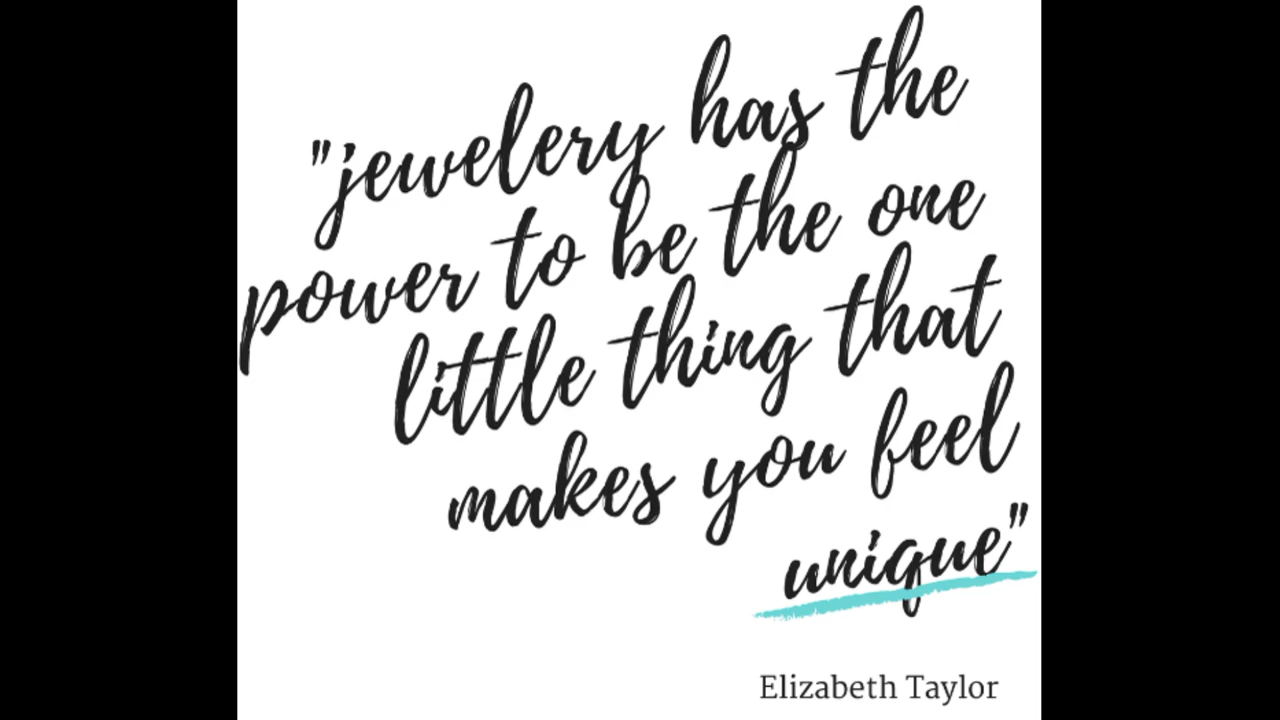 "jewelery has the
power to be the one
little thing that
makes you feel
unique"
Elizabeth Taylor